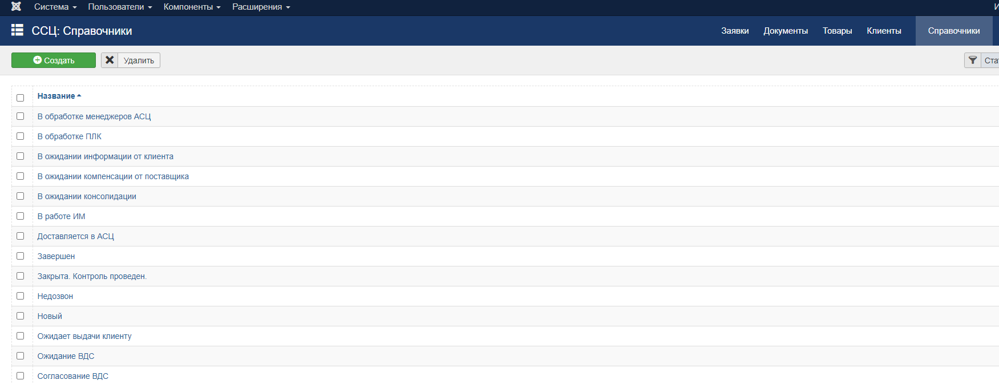 Система Пользователи Компоненты Расширения
ССЦ: Справочники Заявки Документы Товары Клиенты Справочники
Создать Удалить
Название
В обработке менеджеров АСЦ
В обработке ПЛК
В ожидании информации от клиента
В ожидании компенсации от поставщика
В ожидании консолидации
В работе ИМ
Доставляется в АСЦ
Завершен
Закрыта. Контроль проведен.
Недозвон
Новый
Ожидает выдачи клиенту
Ожидание ВДС
Согласование ВДС